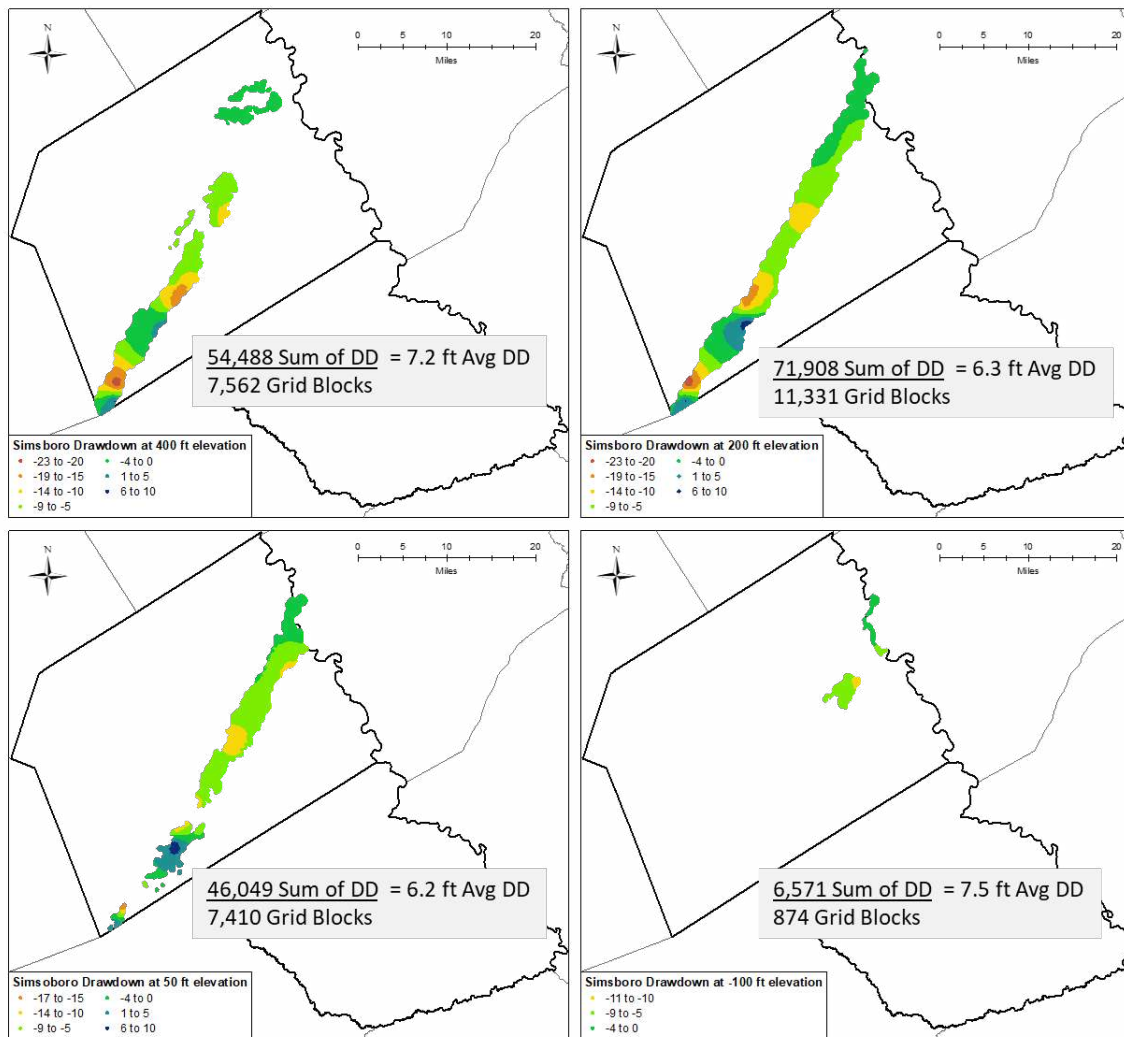 N
0 5 10 20
Miles
54,488 Sum of DD = 7.2 ft Avg DD
7,562 Grid Blocks
Simsboro Drawdown at 400 ft elevation
-23 to -20 -4 to 0
-19 to -15 1 to 5
-14 to -10 6 to 10
-9 to -5
N
0 5 10 20
Miles
71,908 Sum of DD = 6.3 ft Avg DD
11,331 Grid Blocks
Simsboro Drawdown at 200 ft elevation
-23 to -20 -4 to 0
-19 to -15 1 to 5
-14 to -10 6 to 10
-9 to -5
N
0 5 10 20
Miles
46,049 Sum of DD = 6.2 ft Avg DD
7,410 Grid Blocks
Simsoboro Drawdown at 50 ft elevation
-17 to -15 -4 to 0
-14 to -10 1 to 5
-9 to -5 6 to 10
N
0 5 10 20
Miles
6,571 Sum of DD = 7.5 ft Avg DD
874 Grid Blocks
Simsboro Drawdown at -100 ft elevation
-11 to -10
-9 to -5
-4 to 0